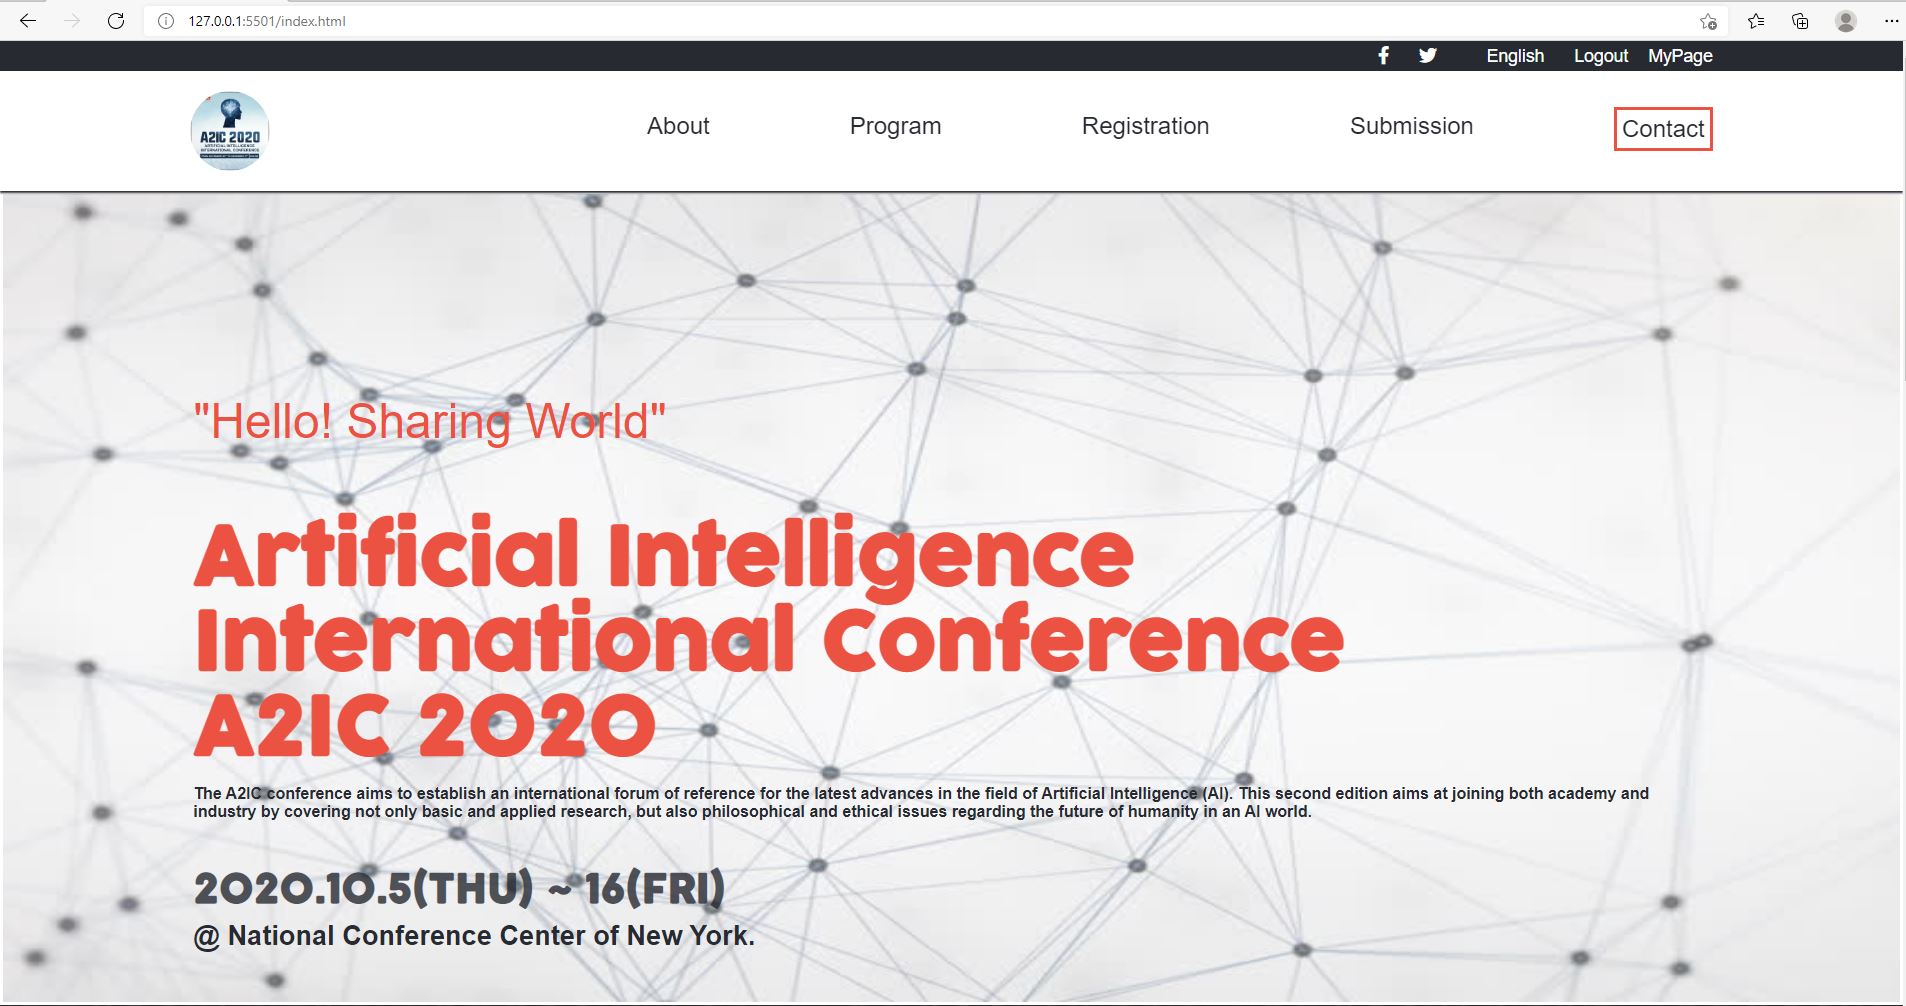 127.0.0.1:5501/index.html
English Logout MyPage
A2IC 2020
ARTIFICIAL INTELLIGENCE
INTERNATIONAL CONFERENCE
About Program Registration Submission Contact
"Hello! Sharing World"
Artificial Intelligence
International Conference
A2IC 2020
The A2IC conference aims to establish an international forum of reference for the latest advances in the field of Artificial Intelligence (AI). This second edition aims at joining both academy and
industry by covering not only basic and applied research, but also philosophical and ethical issues regarding the future of humanity in an AI world.
2020.10.5(THU) ~ 16(FRI)
@ National Conference Center of New York.